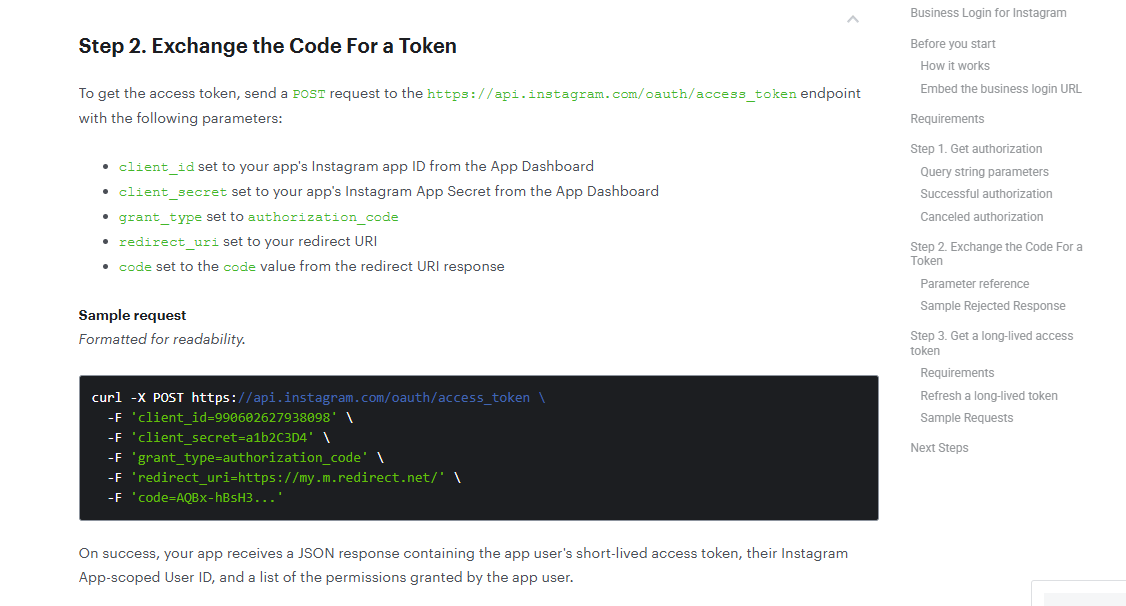 Step 2. Exchange the Code For a Token
To get the access token, send a POST request to the https://api.instagram.com/oauth/access_token endpoint
with the following parameters:
client_id set to your app's Instagram app ID from the App Dashboard
client_secret set to your app's Instagram App Secret from the App Dashboard
grant_type set to authorization_code
redirect_uri set to your redirect URI
code set to the code value from the redirect URI response
Sample request
Formatted for readability.
curl -X POST https://api.instagram.com/oauth/access_token \
-F 'client_id=990602627938098' \
-F 'client_secret=a1b2C3D4' \
-F 'grant_type=authorization_code' \
-F 'redirect_uri=https://my.m.redirect.net/' \
-F 'code=AQBx-hBsH3...'
On success, your app receives a JSON response containing the app user's short-lived access token, their Instagram
App-scoped User ID, and a list of the permissions granted by the app user.
Business Login for Instagram
Before you start
How it works
Embed the business login URL
Requirements
Step 1. Get authorization
Query string parameters
Successful authorization
Canceled authorization
Step 2. Exchange the Code For a
Token
Parameter reference
Sample Rejected Response
Step 3. Get a long-lived access
token
Requirements
Refresh a long-lived token
Sample Requests
Next Steps